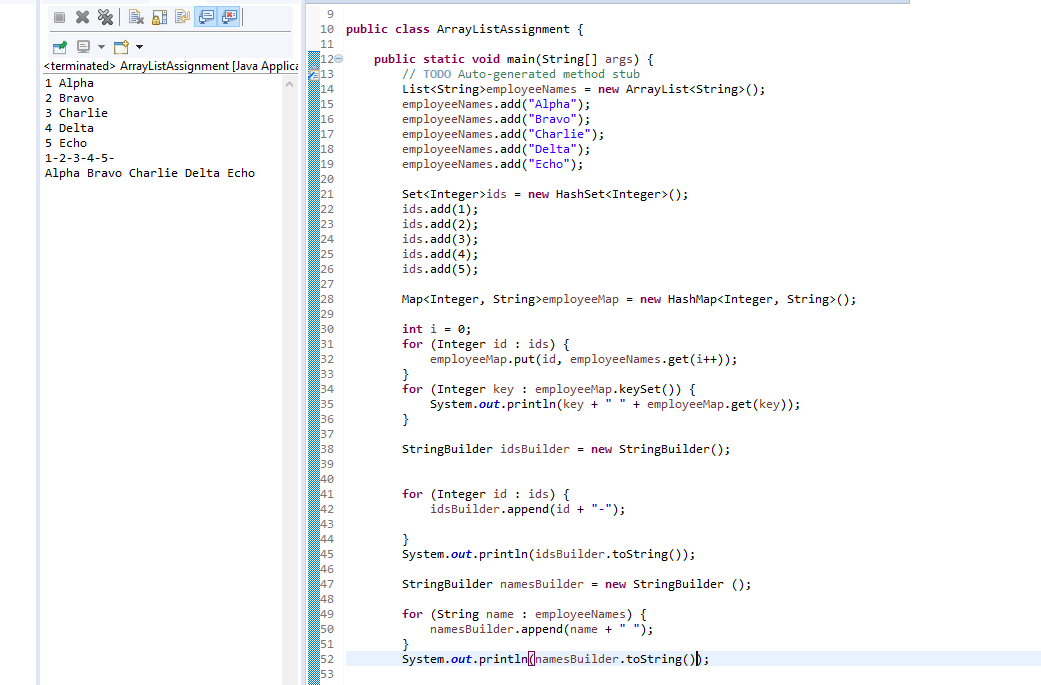 <terminated> ArrayListAssignment [Java Applica
1 Alpha
2 Bravo
3 Charlie
4 Delta
5 Echo
1-2-3-4-5-
Alpha Bravo Charlie Delta Echo
9
10 public class ArrayListAssignment {
11
12 public static void main(String[] args) {
13 // TODO Auto-generated method stub
14 List<String>employeeNames = new ArrayList<String>();
15 employeeNames.add("Alpha");
16 employeeNames.add("Bravo");
17 employeeNames.add("Charlie");
18 employeeNames.add("Delta");
19 employeeNames.add("Echo");
20
21 Set<Integer>ids = new HashSet<Integer>();
22 ids.add(1);
23 ids.add(2);
24 ids.add(3);
25 ids.add(4);
26 ids.add(5);
27
28 Map<Integer, String>employeeMap = new HashMap<Integer, String>();
29
30 int i = 0;
31 for (Integer id : ids) {
32 employeeMap.put(id, employeeNames.get(i++));
33 }
34 for (Integer key : employeeMap.keySet()) {
35 System.out.println(key + " " + employeeMap.get(key));
36 }
37
38 StringBuilder idsBuilder = new StringBuilder();
39
40
41 for (Integer id : ids) {
42 idsBuilder.append(id + "-");
43
44 }
45 System.out.println(idsBuilder.toString());
46
47 StringBuilder namesBuilder = new StringBuilder ();
48
49 for (String name : employeeNames) {
50 namesBuilder.append(name + " ");
51 }
52 System.out.println(namesBuilder.toString());
53